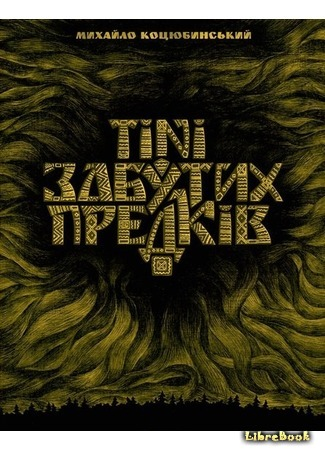 МИХАЙЛО КОЦЮБИНСЬКИЙ
ТІНІ
ЗАБУТИХ
ПРЕДКІВ
LibreBook